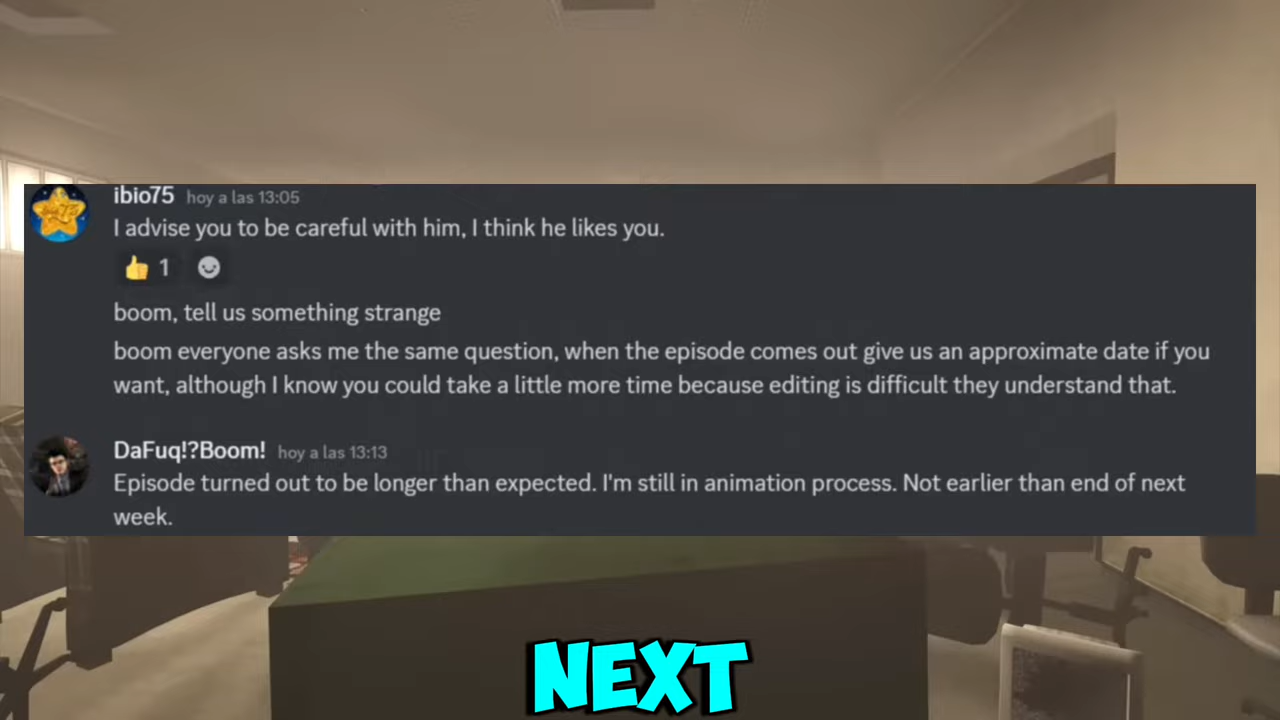 ibio75 hoy a las 13:05
I advise you to be careful with him, I think he likes you.
👍 1
boom, tell us something strange
boom everyone asks me the same question, when the episode comes out give us an approximate date if you
want, although I know you could take a little more time because editing is difficult they understand that.
DaFuq!?Boom! hoy a las 13:13
Episode turned out to be longer than expected. I'm still in animation process. Not earlier than end of next
week.
NEXT